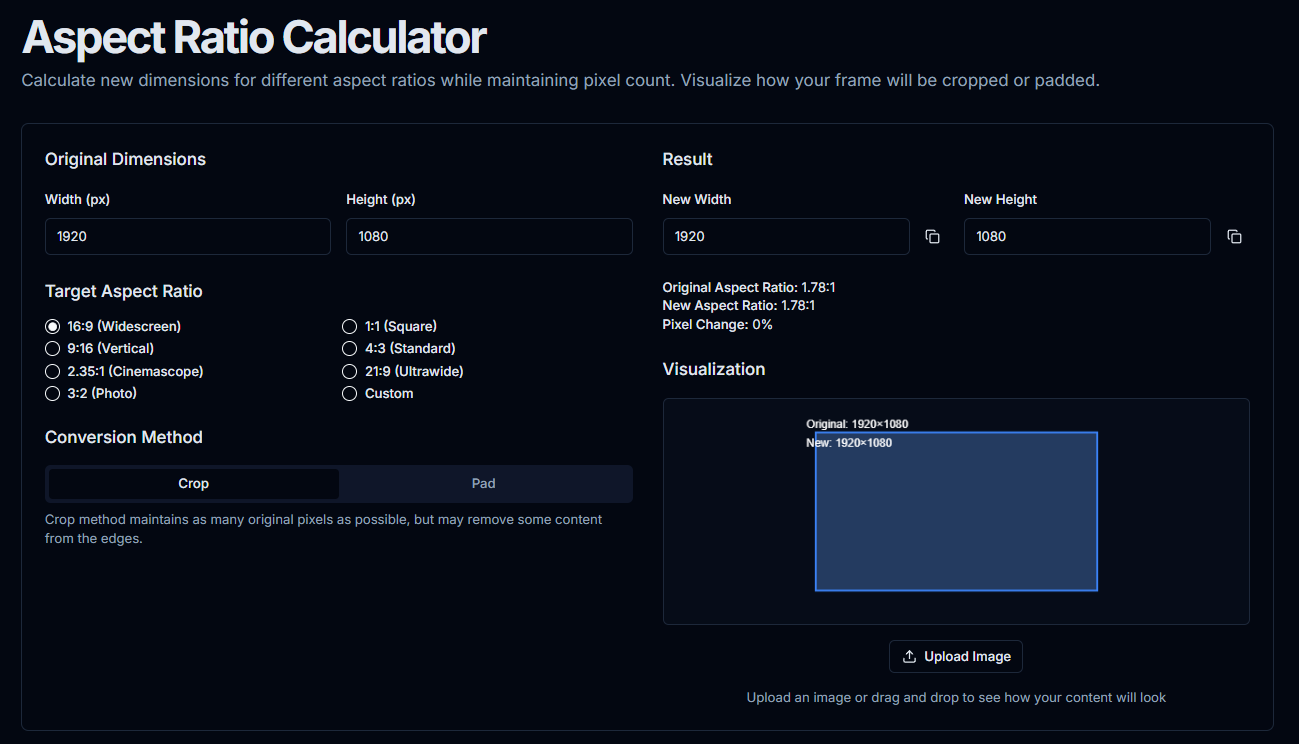 Aspect Ratio Calculator
Calculate new dimensions for different aspect ratios while maintaining pixel count. Visualize how your frame will be cropped or padded.
Original Dimensions
Width (px)
Height (px)
1920
1080
Target Aspect Ratio
16:9 (Widescreen)
1:1 (Square)
9:16 (Vertical)
4:3 (Standard)
2.35:1 (Cinemascope)
21:9 (Ultrawide)
3:2 (Photo)
Custom
Conversion Method
Crop
Pad
Crop method maintains as many original pixels as possible, but may remove some content
from the edges.
Result
New Width
New Height
1920
1080
Original Aspect Ratio: 1.78:1
New Aspect Ratio: 1.78:1
Pixel Change: 0%
Visualization
Original: 1920×1080
New: 1920×1080
Upload Image
Upload an image or drag and drop to see how your content will look